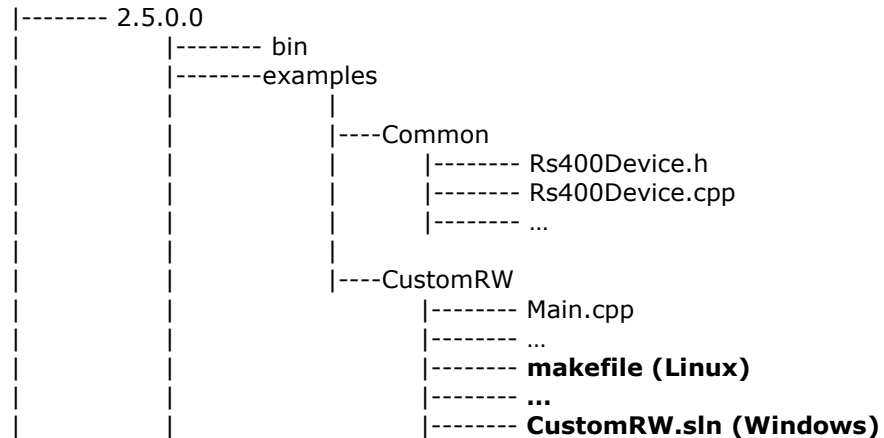 |-------- 2.5.0.0
| |-------- bin
| |--------examples
| | |
| | |----Common
| | | |-------- Rs400Device.h
| | | |-------- Rs400Device.cpp
| | | |-------- …
| | |
| | |----CustomRW
| | |-------- Main.cpp
| | |-------- …
| | |-------- makefile (Linux)
| | |-------- ...
| | |-------- CustomRW.sln (Windows)